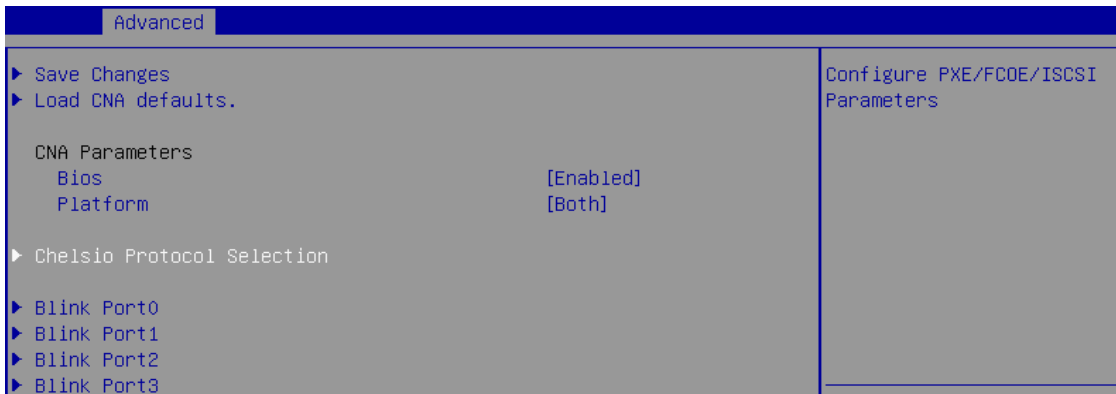 Advanced
Save Changes
Load CNA defaults.
CNA Parameters
Bios [Enabled]
Platform [Both]
Chelsio Protocol Selection
Blink Port0
Blink Port1
Blink Port2
Blink Port3
Configure PXE/FCOE/ISCSI
Parameters